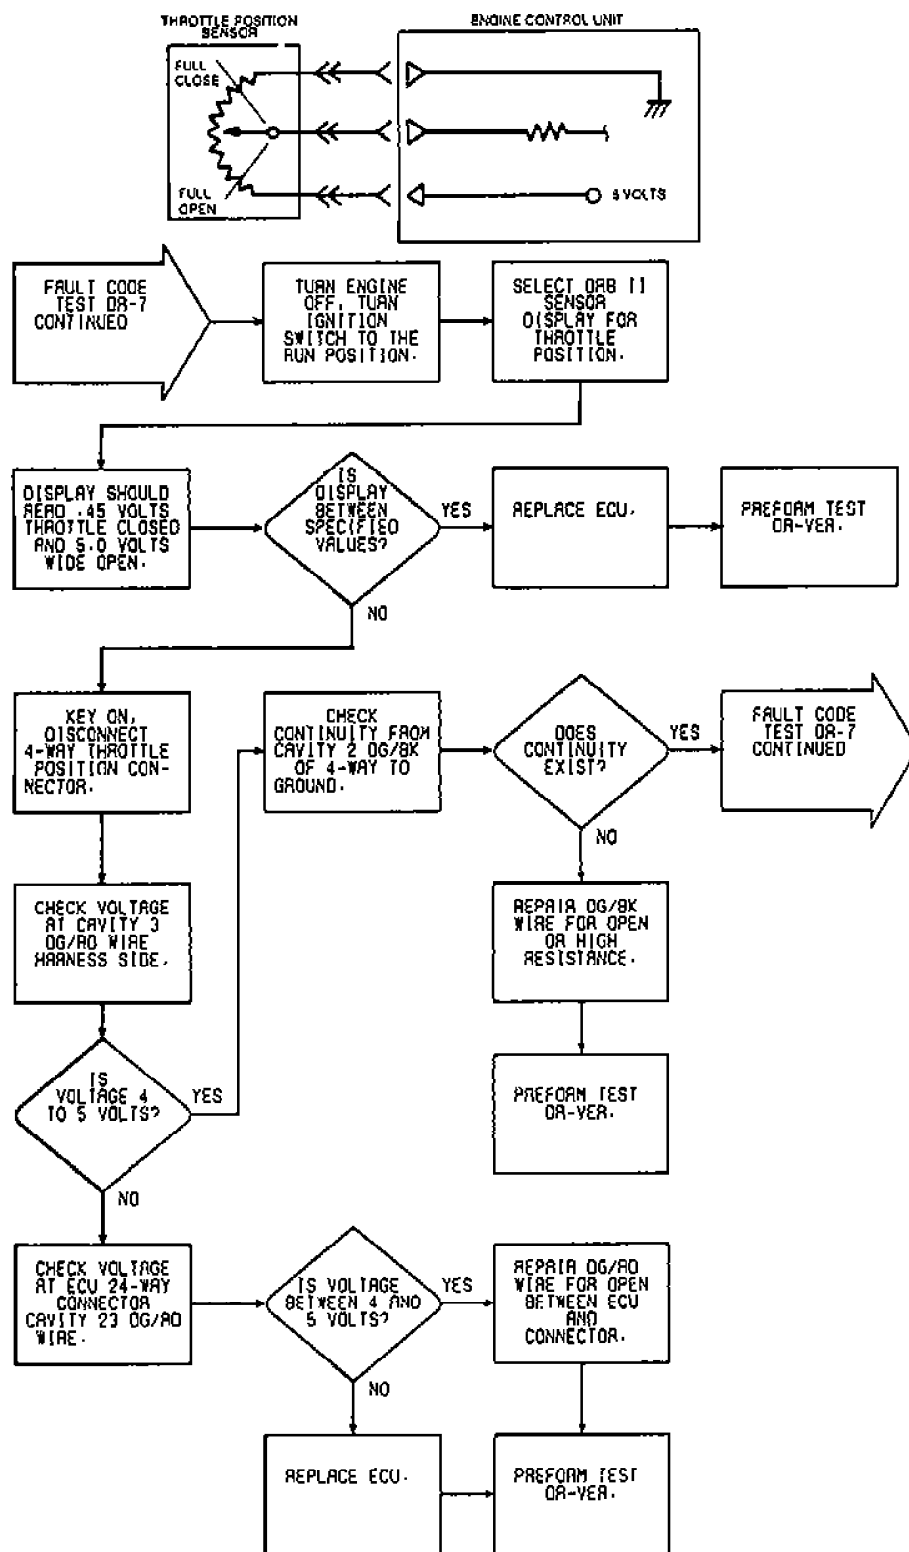 THROTTLE POSITION
SENSOR
ENGINE CONTROL UNIT
FULL
CLOSE
FULL
OPEN
5 VOLTS
FAULT CODE
TEST DR-7
CONTINUED
TURN ENGINE
OFF, TURN
IGNITION
SWITCH TO THE
RUN POSITION.
SELECT DRB II
SENSOR
DISPLAY FOR
THROTTLE
POSITION.
DISPLAY SHOULD
READ .45 VOLTS
THROTTLE CLOSED
AND 5.0 VOLTS
WIDE OPEN.
IS
DISPLAY
BETWEEN
SPECIFIED
VALUES?
YES
NO
REPLACE ECU.
PREFORM TEST
DR-VER.
KEY ON,
DISCONNECT
4-WAY THROTTLE
POSITION CON-
NECTOR.
CHECK
CONTINUITY FROM
CAVITY 2 OG/BK
OF 4-WAY TO
GROUND.
DOES
CONTINUITY
EXIST?
YES
NO
FAULT CODE
TEST DR-7
CONTINUED
CHECK VOLTAGE
AT CAVITY 3
OG/RD WIRE
HARNESS SIDE.
REPAIR OG/BK
WIRE FOR OPEN
OR HIGH
RESISTANCE.
IS
VOLTAGE 4
TO 5 VOLTS?
YES
NO
PREFORM TEST
DR-VER.
CHECK VOLTAGE
AT ECU 24-WAY
CONNECTOR
CAVITY 23 OG/RD
WIRE.
IS VOLTAGE
BETWEEN 4 AND
5 VOLTS?
YES
NO
REPAIR OG/RD
WIRE FOR OPEN
BETWEEN ECU
AND
CONNECTOR.
REPLACE ECU.
PREFORM TEST
DR-VER.